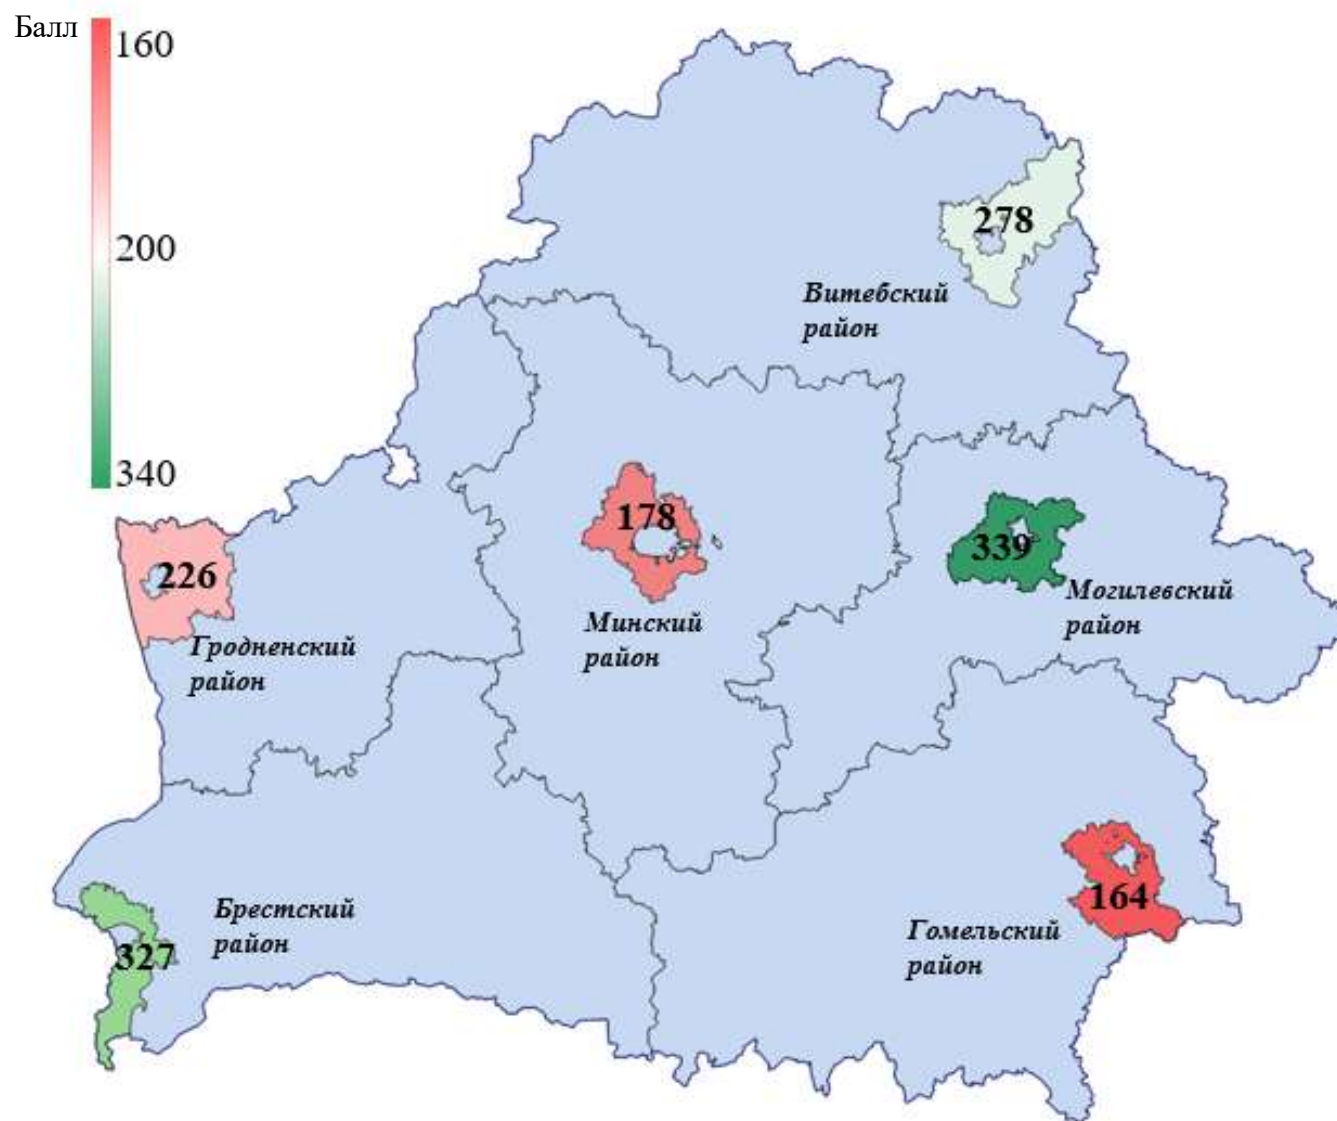 Балл
160
200
340
278
Витебский
район
178
Минский
район
339
Могилевский
район
226
Гродненский
район
327
Брестский
район
164
Гомельский
район